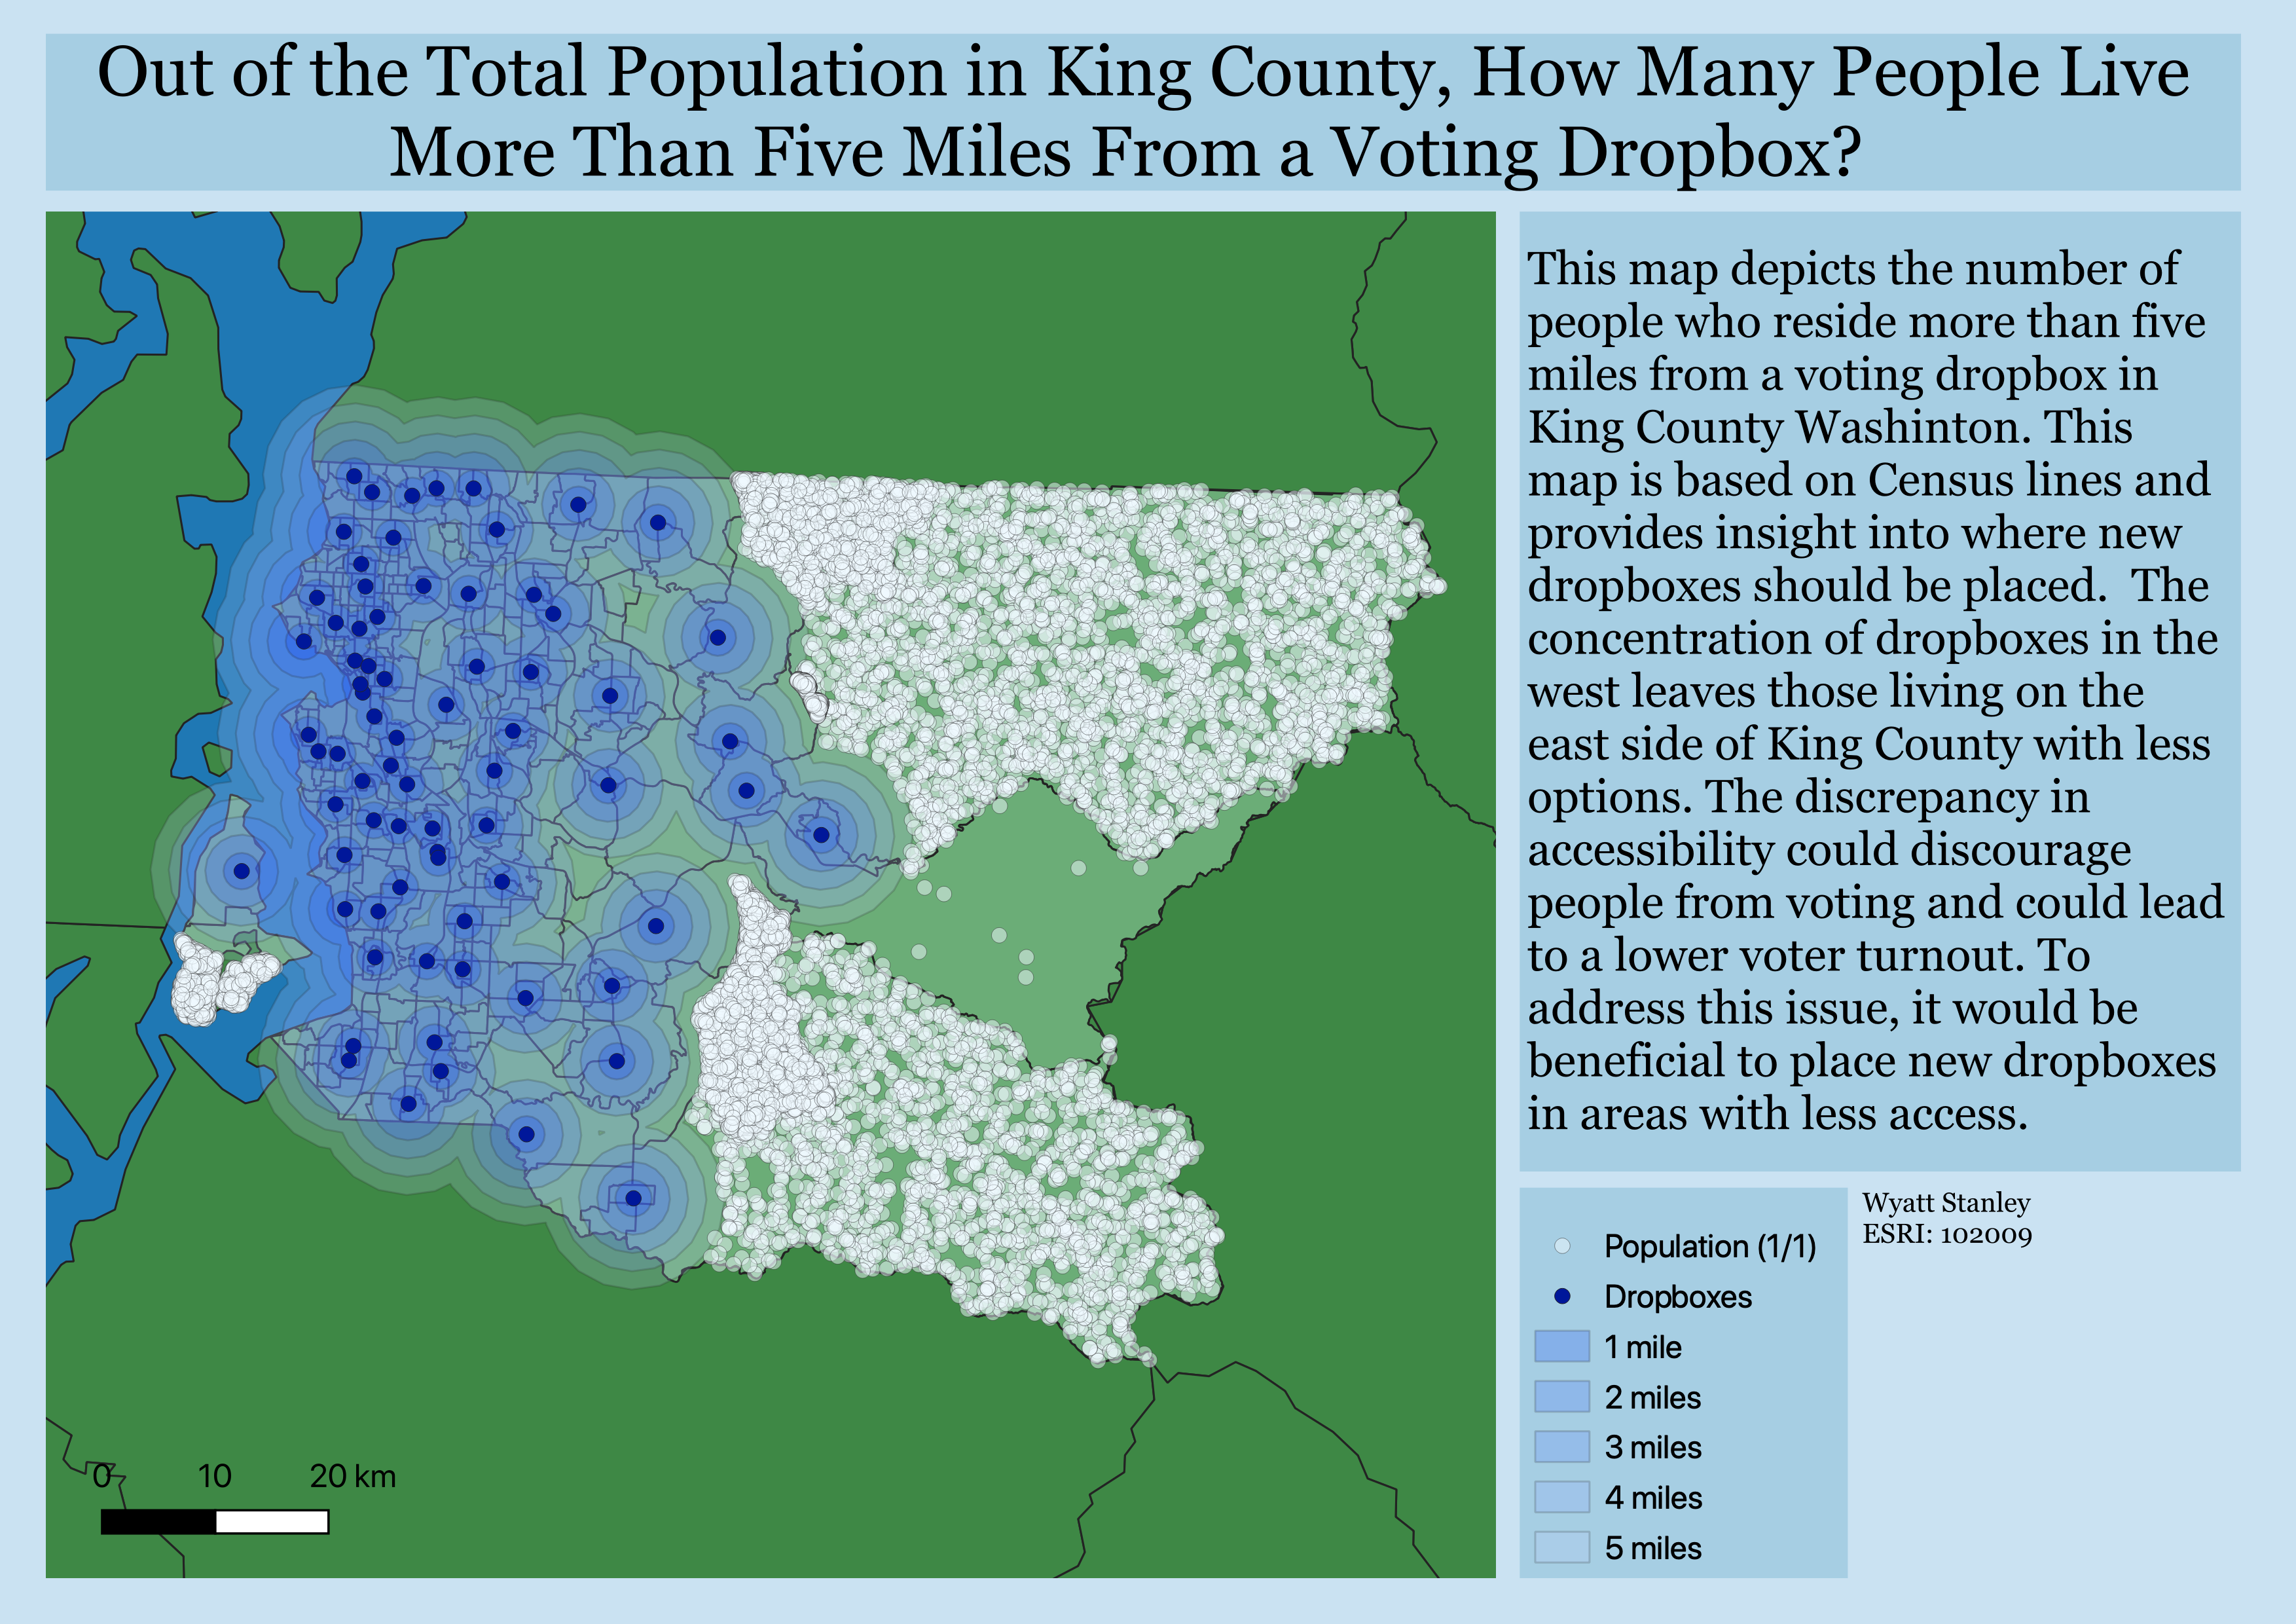 Out of the Total Population in King County, How Many People Live
More Than Five Miles From a Voting Dropbox?
This map depicts the number of
people who reside more than five
miles from a voting dropbox in
King County Washinton. This
map is based on Census lines and
provides insight into where new
dropboxes should be placed.  The
concentration of dropboxes in the
west leaves those living on the
east side of King County with less
options. The discrepancy in
accessibility could discourage
people from voting and could lead
to a lower voter turnout. To
address this issue, it would be
beneficial to place new dropboxes
in areas with less access.
Wyatt Stanley
ESRI: 102009
Population (1/1)
Dropboxes
1 mile
2 miles
3 miles
4 miles
5 miles
0 10 20 km